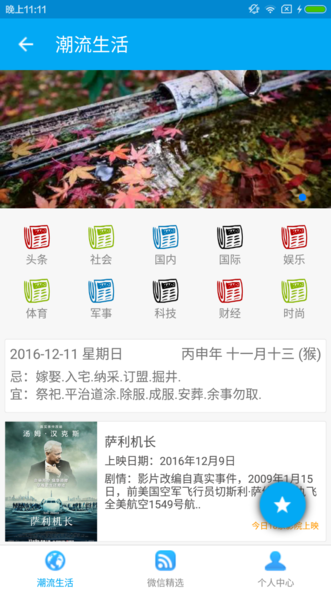 晚上11:11
潮流生活
头条 社会 国内 国际 娱乐
体育 军事 科技 财经 时尚
2016-12-11 星期日 丙申年 十一月十三 (猴)
忌: 嫁娶.入宅.纳采.订盟.掘井.
宜: 祭祀.平治道涂.除服.成服.安葬.余事勿取.
汤姆·汉克斯
萨利机长
萨利机长
上映日期: 2016年12月9日
剧情: 影片改编自真实事件，2009年1月15
日，前美国空军飞行员切斯利·萨
全美航空1549号航..
今日
潮流生活 微信精选 个人中心